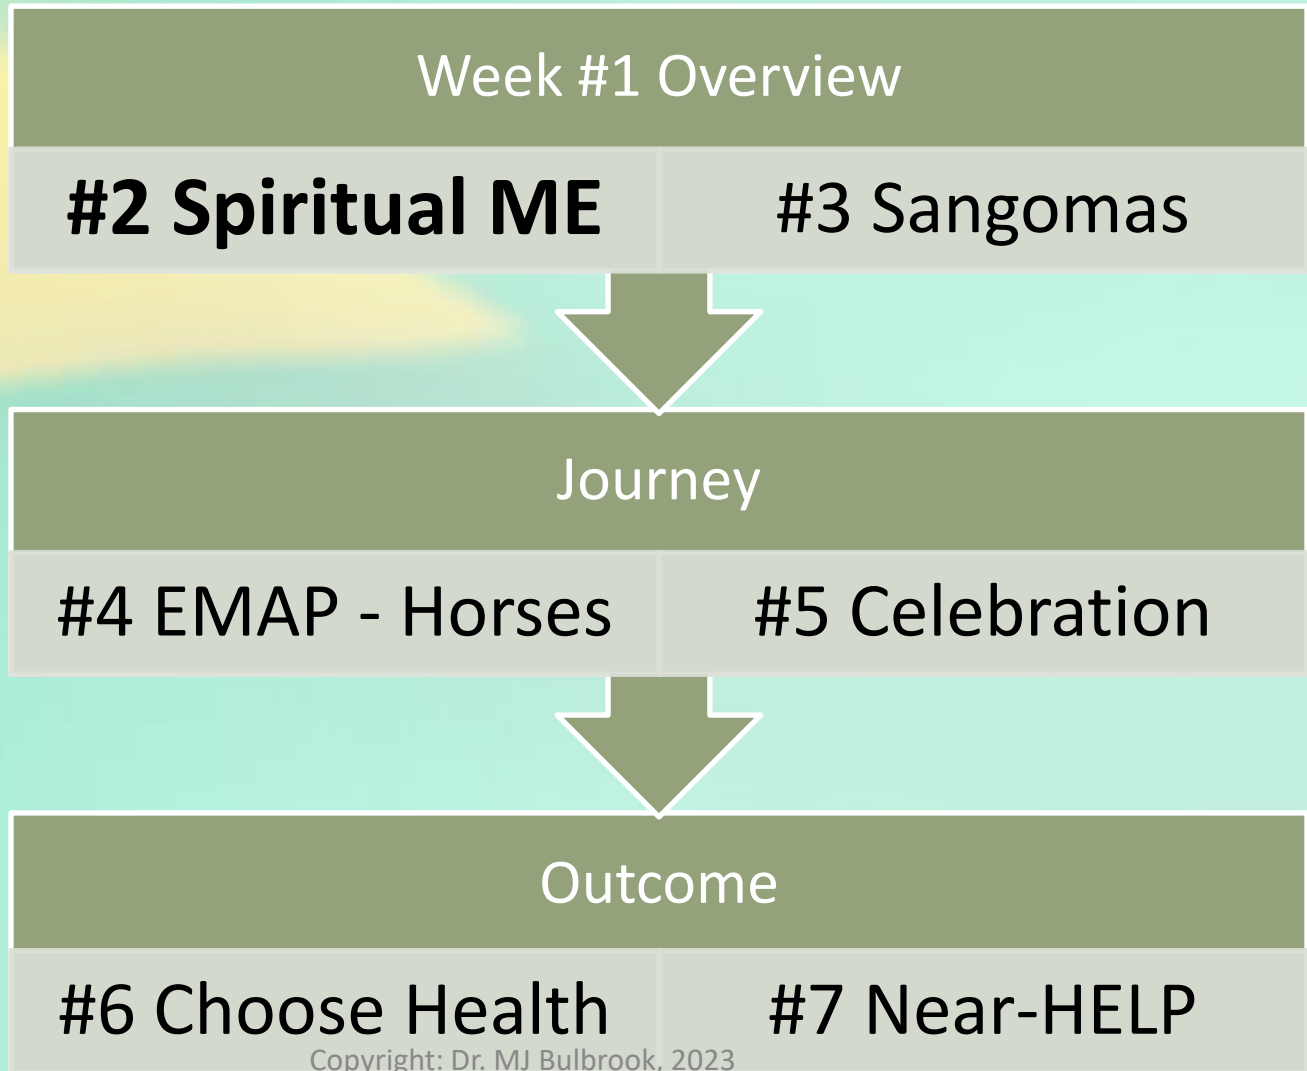 Week #1 Overview
#2 Spiritual ME
#3 Sangomas
Journey
#4 EMAP - Horses
#5 Celebration
Outcome
#6 Choose Health
#7 Near-HELP
Copyright: Dr. MJ Bulbrook, 2023